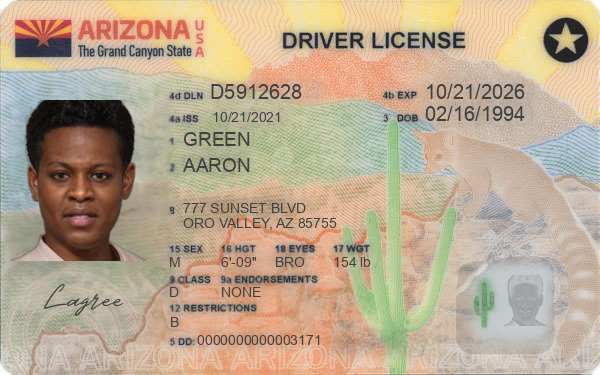 ARIZONA USA
The Grand Canyon State
DRIVER LICENSE
4d DLN D5912628
4b EXP 10/21/2026
4a ISS 10/21/2021
3 DOB 02/16/1994
1 GREEN
2 AARON
8 777 SUNSET BLVD
ORO VALLEY, AZ 85755
15 SEX 16 HGT 18 EYES 17 WGT
M 6'-09" BRO 154 lb
9 CLASS 9a ENDORSEMENTS
D NONE
12 RESTRICTIONS
B
5 DD: 0000000000003171
Lagree
ARIZONA ARIZONA ARIZONA ARIZONA